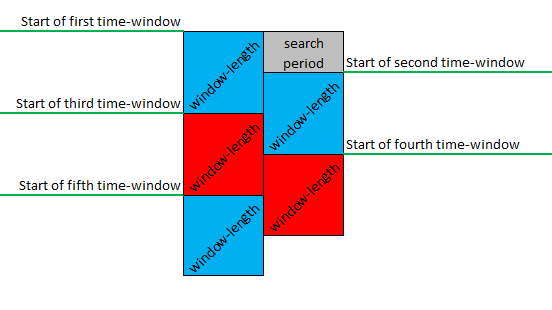 Start of first time-window
search
period
window-length
Start of second time-window
Start of third time-window
window-length
window-length
Start of fourth time-window
Start of fifth time-window
window-length
window-length